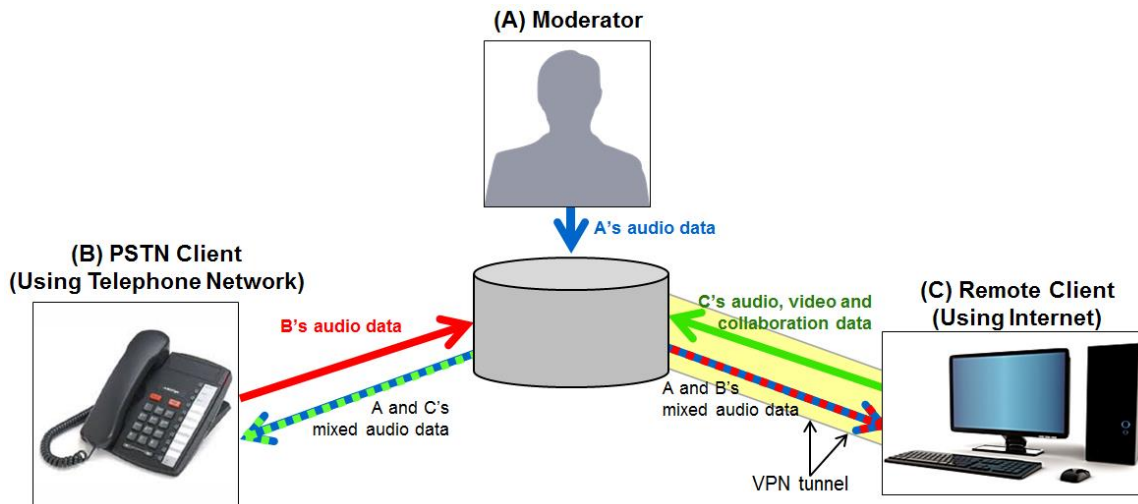 (A) Moderator
A's audio data
(B) PSTN Client
(Using Telephone Network)
B's audio data
A and C's
mixed audio data
C's audio, video and
collaboration data
A and B's
mixed audio data
VPN tunnel
(C) Remote Client
(Using Internet)